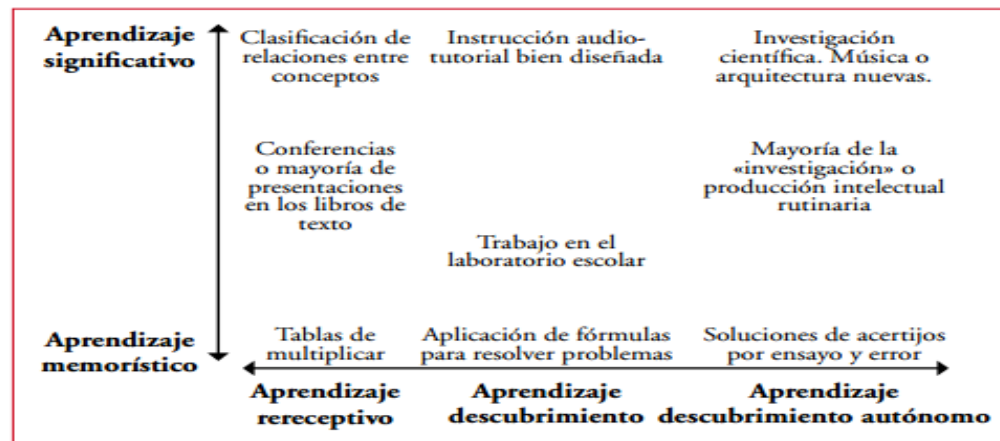 Aprendizaje
significativo
Clasificación de
relaciones entre
conceptos
Instrucción audio-
tutorial bien diseñada
Investigación
científica. Música o
arquitectura nuevas.
Conferencias
o mayoría de
presentaciones
en los libros de
texto
Mayoría de la
«investigación» o
producción intelectual
rutinaria
Trabajo en el
laboratorio escolar
Aprendizaje
memorístico
Tablas de
multiplicar
Aplicación de fórmulas
para resolver problemas
Soluciones de acertijos
por ensayo y error
Aprendizaje
rereceptivo
Aprendizaje
descubrimiento
Aprendizaje
descubrimiento autónomo